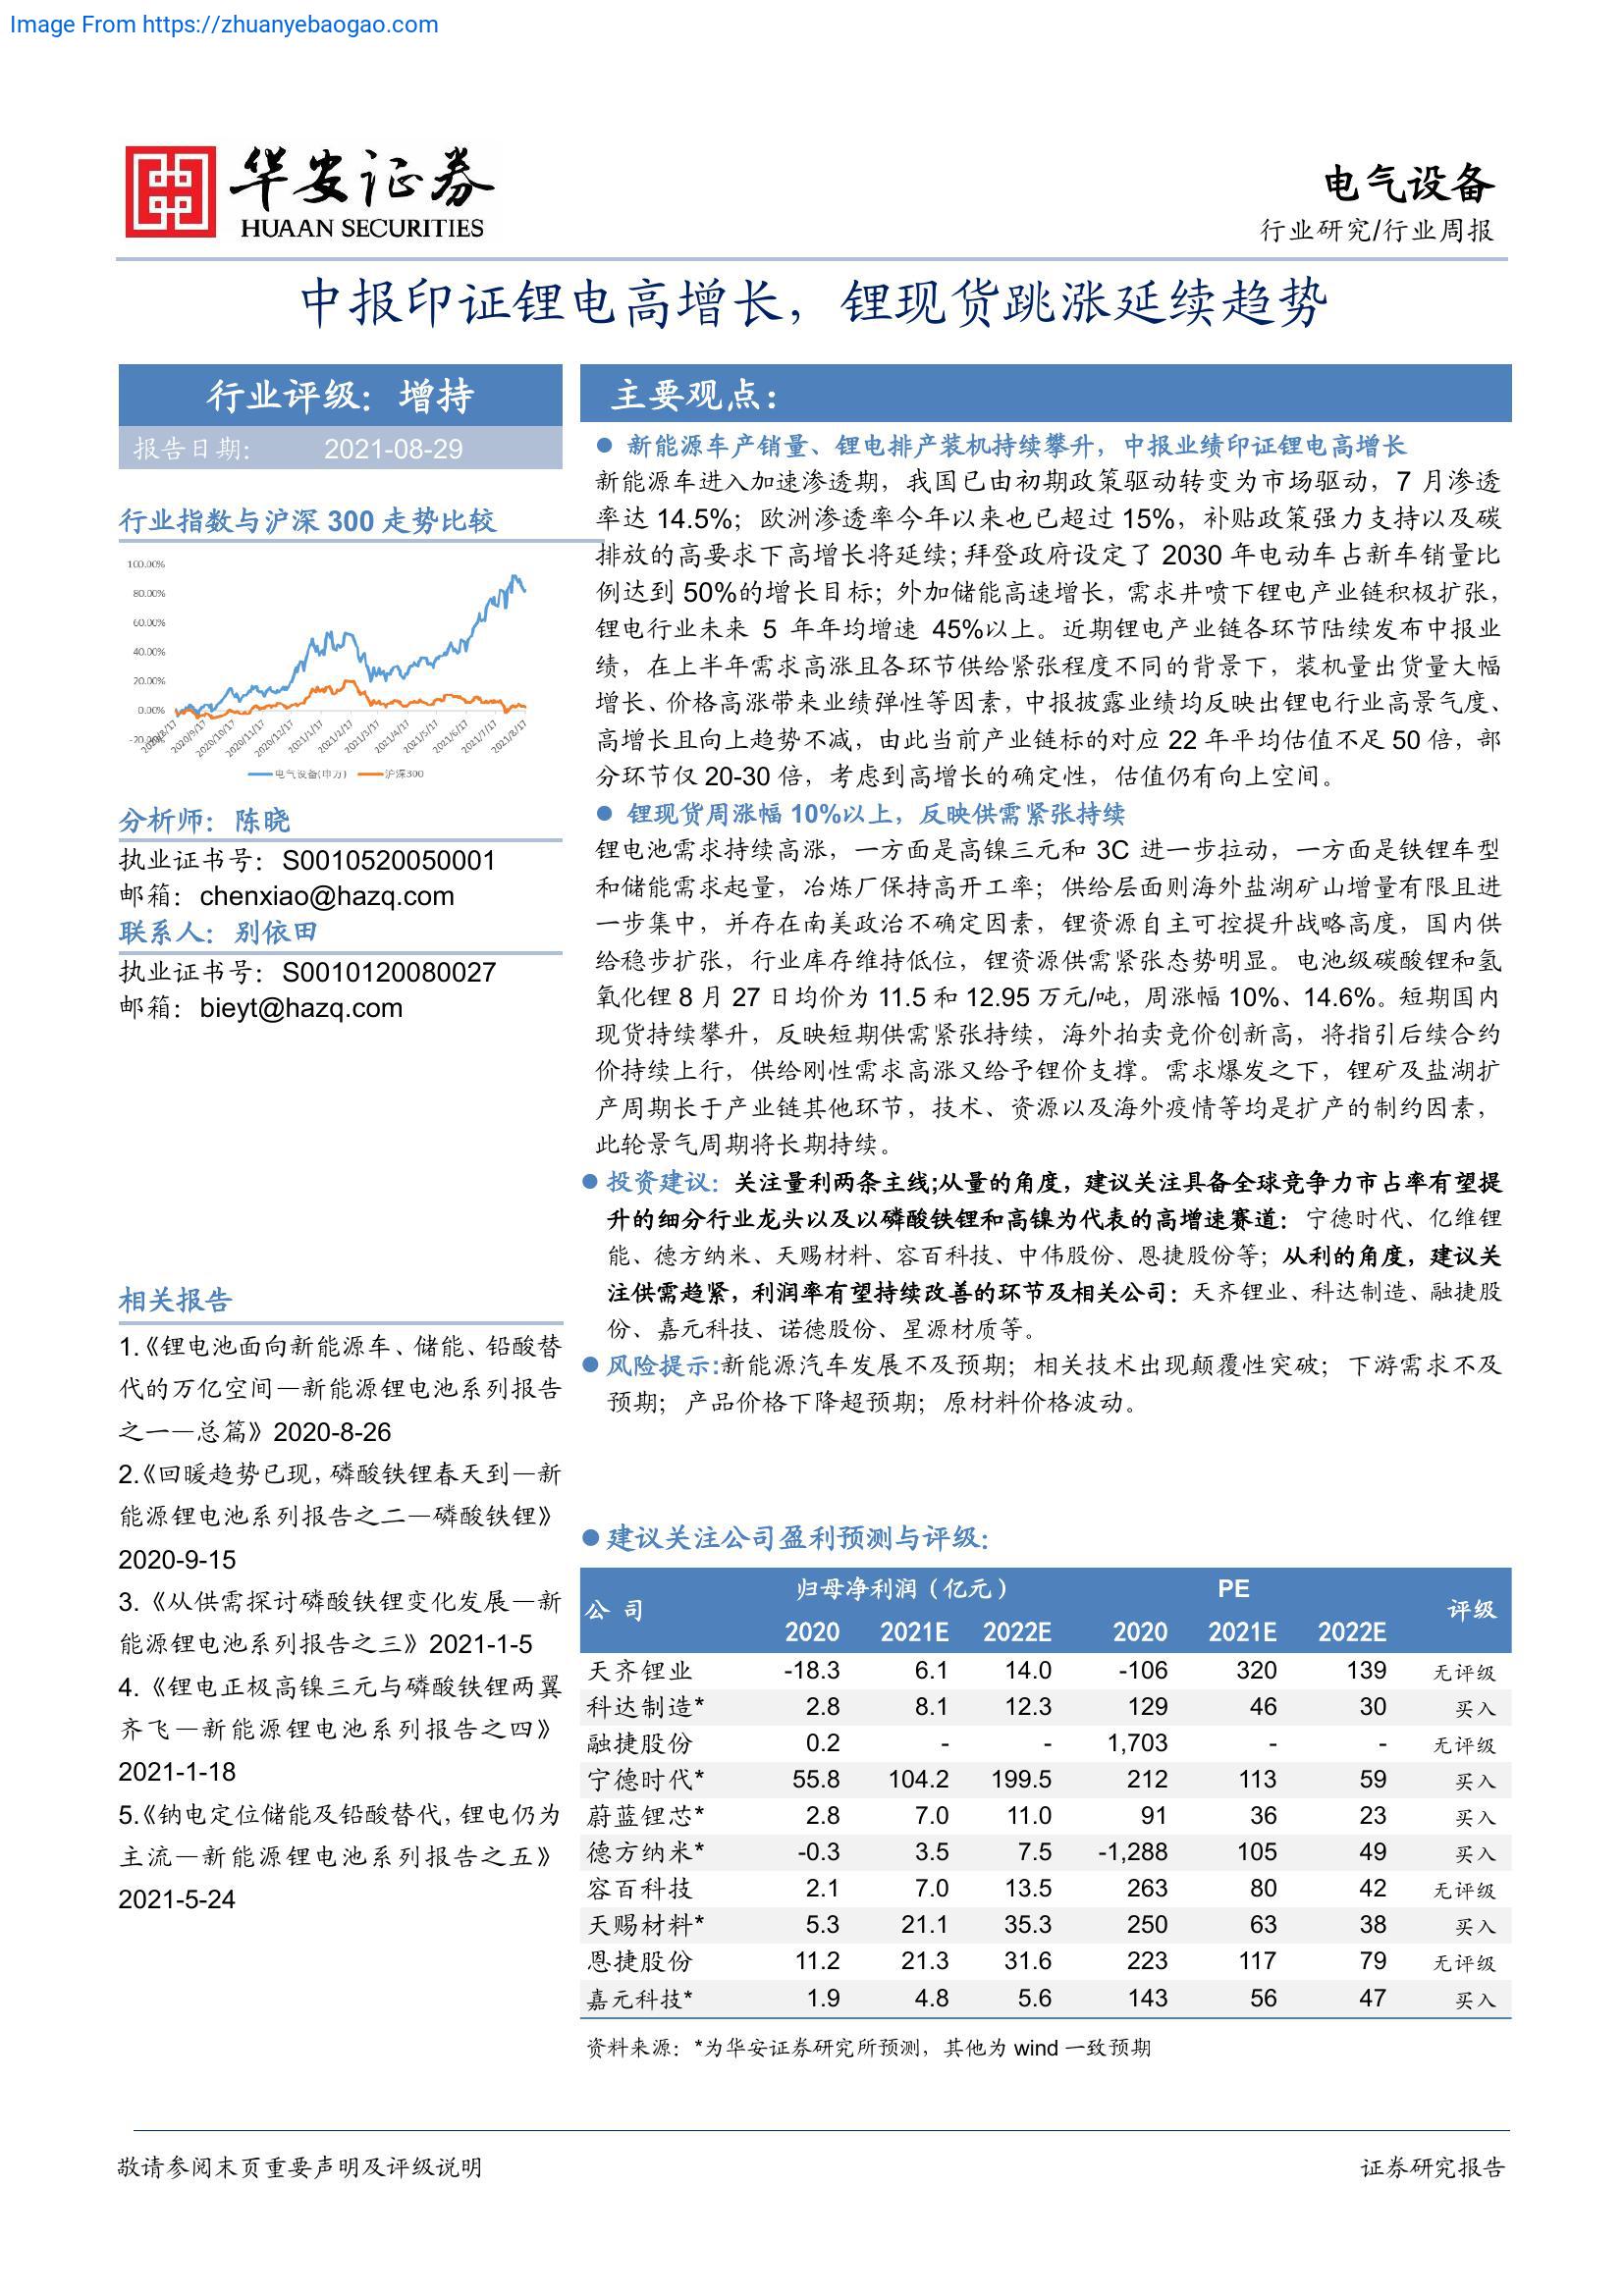 Image From https://zhuanyebaogao.com
华安证券
HUAAN SECURITIES
电气设备
行业研究/行业周报
中报印证锂电高增长，锂现货跳涨延续趋势
行业评级：增持
报告日期： 2021-08-29
行业指数与沪深 300 走势比较
100.00%
80.00%
60.00%
40.00%
20.00%
0.00%
-20.00%
2020/8/17 2020/9/17 2020/10/17 2020/11/17 2020/12/17 2021/1/17 2021/2/17 2021/3/17 2021/4/17 2021/5/17 2021/6/17 2021/7/17 2021/8/17
电气设备(申万) 沪深300
分析师：陈晓
执业证书号：S0010520050001
邮箱：chenxiao@hazq.com
联系人：别依田
执业证书号：S0010120080027
邮箱：bieyt@hazq.com
相关报告
1.《锂电池面向新能源车、储能、铅酸替
代的万亿空间—新能源锂电池系列报告
之一—总篇》2020-8-26
2.《回暖趋势已现，磷酸铁锂春天到—新
能源锂电池系列报告之二—磷酸铁锂》
2020-9-15
3.《从供需探讨磷酸铁锂变化发展—新
能源锂电池系列报告之三》2021-1-5
4.《锂电正极高镍三元与磷酸铁锂两翼
齐飞—新能源锂电池系列报告之四》
2021-1-18
5.《钠电定位储能及铅酸替代，锂电仍为
主流—新能源锂电池系列报告之五》
2021-5-24
主要观点：
● 新能源车产销量、锂电排产装机持续攀升，中报业绩印证锂电高增长
新能源车进入加速渗透期，我国已由初期政策驱动转变为市场驱动，7 月渗透
率达 14.5%；欧洲渗透率今年以来也已超过 15%，补贴政策强力支持以及碳
排放的高要求下高增长将延续；拜登政府设定了 2030 年电动车占新车销量比
例达到 50%的增长目标；外加储能高速增长，需求井喷下锂电产业链积极扩张，
锂电行业未来 5 年年均增速 45%以上。近期锂电产业链各环节陆续发布中报业
绩，在上半年需求高涨且各环节供给紧张程度不同的背景下，装机量出货量大幅
增长、价格高涨带来业绩弹性等因素，中报披露业绩均反映出锂电行业高景气度、
高增长且向上趋势不减，由此当前产业链标的对应 22 年平均估值不足 50 倍，部
分环节仅 20-30 倍，考虑到高增长的确定性，估值仍有向上空间。
● 锂现货周涨幅 10%以上，反映供需紧张持续
锂电池需求持续高涨，一方面是高镍三元和 3C 进一步拉动，一方面是铁锂车型
和储能需求起量，冶炼厂保持高开工率；供给层面则海外盐湖矿山增量有限且进
一步集中，并存在南美政治不确定因素，锂资源自主可控提升战略高度，国内供
给稳步扩张，行业库存维持低位，锂资源供需紧张态势明显。电池级碳酸锂和氢
氧化锂 8 月 27 日均价为 11.5 和 12.95 万元/吨，周涨幅 10%、14.6%。短期国内
现货持续攀升，反映短期供需紧张持续，海外拍卖竞价创新高，将指引后续合约
价持续上行，供给刚性需求高涨又给予锂价支撑。需求爆发之下，锂矿及盐湖扩
产周期长于产业链其他环节，技术、资源以及海外疫情等均是扩产的制约因素，
此轮景气周期将长期持续。
● 投资建议：关注量利两条主线;从量的角度，建议关注具备全球竞争力市占率有望提
升的细分行业龙头以及以磷酸铁锂和高镍为代表的高增速赛道：宁德时代、亿维锂
能、德方纳米、天赐材料、容百科技、中伟股份、恩捷股份等；从利的角度，建议关
注供需趋紧，利润率有望持续改善的环节及相关公司：天齐锂业、科达制造、融捷股
份、嘉元科技、诺德股份、星源材质等。
● 风险提示:新能源汽车发展不及预期；相关技术出现颠覆性突破；下游需求不及
预期；产品价格下降超预期；原材料价格波动。
● 建议关注公司盈利预测与评级：
公 司 归母净利润（亿元） PE 评级
2020 2021E 2022E 2020 2021E 2022E
天齐锂业 -18.3 6.1 14.0 -106 320 139 无评级
科达制造* 2.8 8.1 12.3 129 46 30 买入
融捷股份 0.2 - - 1,703 - - 无评级
宁德时代* 55.8 104.2 199.5 212 113 59 买入
蔚蓝锂芯* 2.8 7.0 11.0 91 36 23 买入
德方纳米* -0.3 3.5 7.5 -1,288 105 49 买入
容百科技 2.1 7.0 13.5 263 80 42 无评级
天赐材料* 5.3 21.1 35.3 250 63 38 买入
恩捷股份 11.2 21.3 31.6 223 117 79 无评级
嘉元科技* 1.9 4.8 5.6 143 56 47 买入
资料来源：*为华安证券研究所预测，其他为 wind 一致预期
敬请参阅末页重要声明及评级说明
证券研究报告